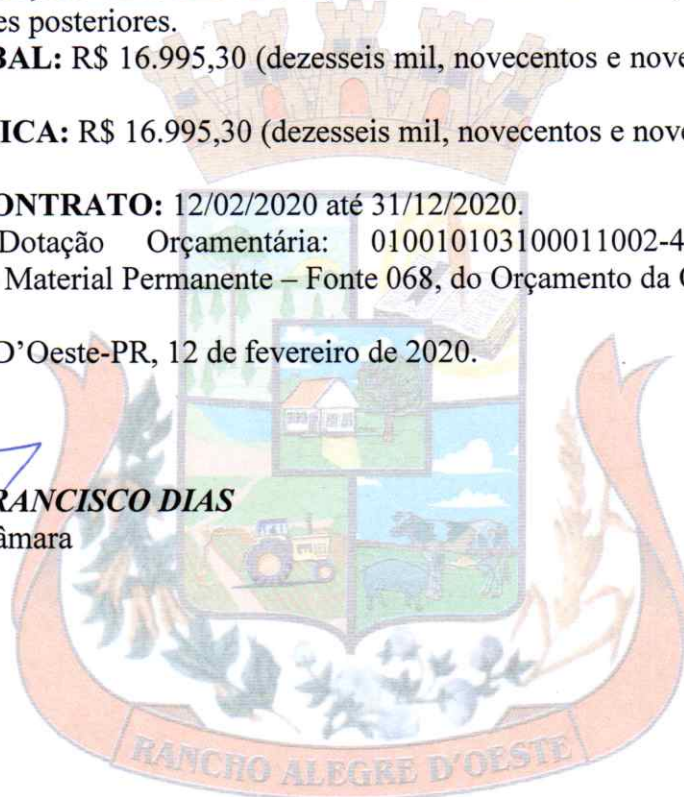 es posteriores.
BAL: R$ 16.995,30 (dezesseis mil, novecentos e nove
ICA: R$ 16.995,30 (dezesseis mil, novecentos e nove
ONTRATO: 12/02/2020 até 31/12/2020.
Dotação Orçamentária: 010010103100011002-4
Material Permanente – Fonte 068, do Orçamento da
D’Oeste-PR, 12 de fevereiro de 2020.
RANCISCO DIAS
âmara
RANCHO ALEGRE D'OESTE